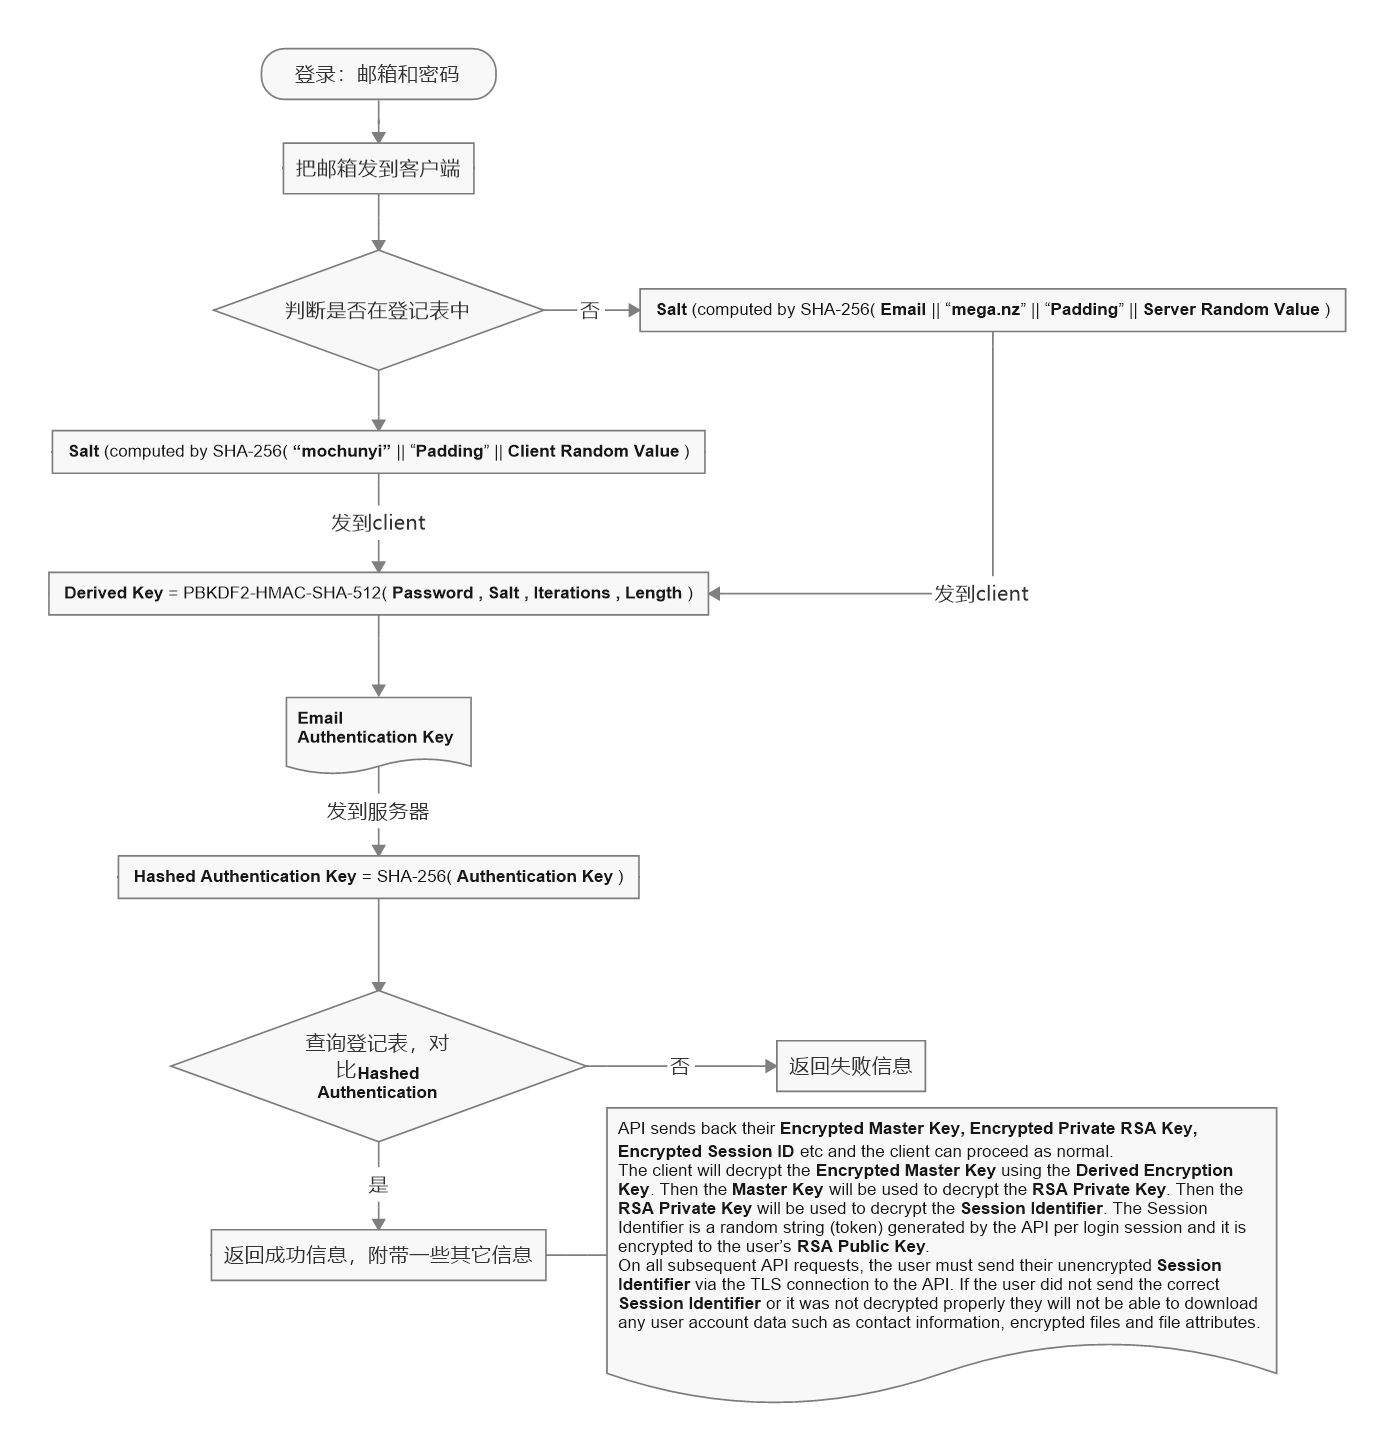 登录：邮箱和密码
把邮箱发到客户端
判断是否在登记表中
否
Salt (computed by SHA-256( Email || “mega.nz” || “Padding” || Server Random Value )
Salt (computed by SHA-256( “mochunyi” || “Padding” || Client Random Value )
发到client
Derived Key = PBKDF2-HMAC-SHA-512( Password , Salt , Iterations , Length )
发到client
Email
Authentication Key
发到服务器
Hashed Authentication Key = SHA-256( Authentication Key )
查询登记表，对
比Hashed
Authentication
否
返回失败信息
是
返回成功信息，附带一些其它信息
API sends back their Encrypted Master Key, Encrypted Private RSA Key,
Encrypted Session ID etc and the client can proceed as normal.
The client will decrypt the Encrypted Master Key using the Derived Encryption
Key. Then the Master Key will be used to decrypt the RSA Private Key. Then the
RSA Private Key will be used to decrypt the Session Identifier. The Session
Identifier is a random string (token) generated by the API per login session and it is
encrypted to the user’s RSA Public Key.
On all subsequent API requests, the user must send their unencrypted Session
Identifier via the TLS connection to the API. If the user did not send the correct
Session Identifier or it was not decrypted properly they will not be able to download
any user account data such as contact information, encrypted files and file attributes.